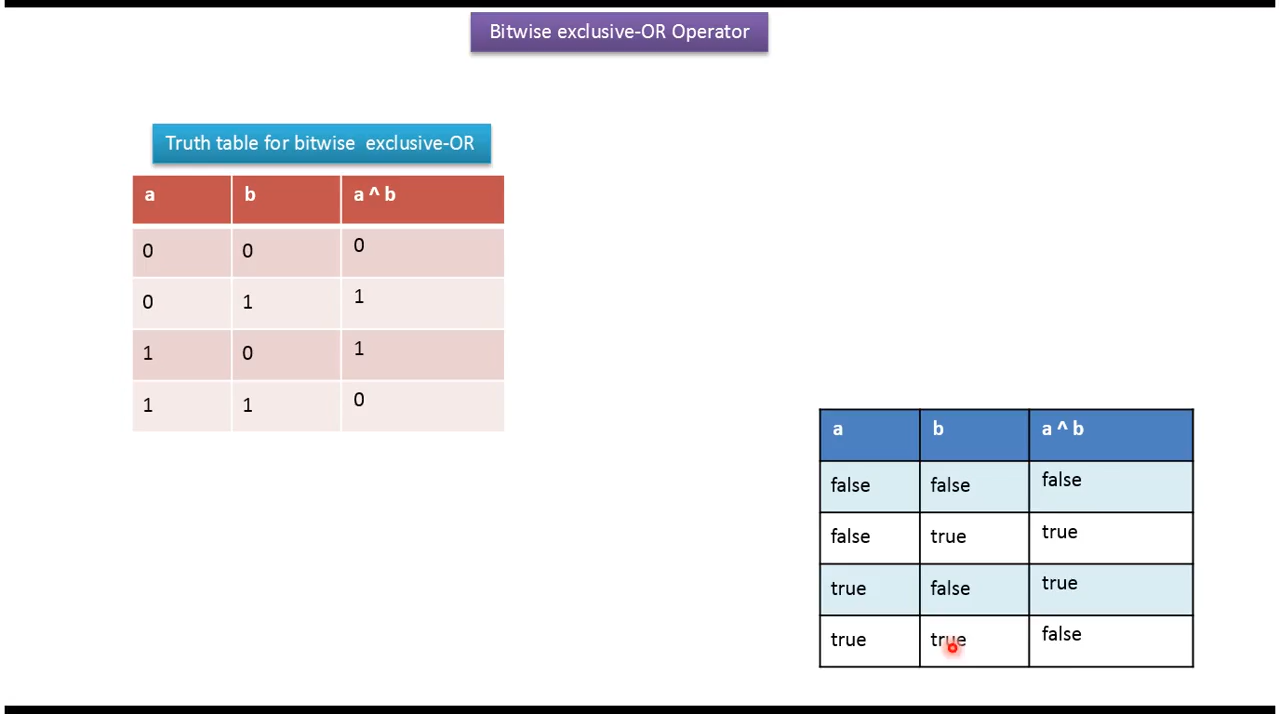 Bitwise exclusive-OR Operator
Truth table for bitwise exclusive-OR
a b a ^ b
0 0 0
0 1 1
1 0 1
1 1 0
a b a ^ b
false false false
false true true
true false true
true true false